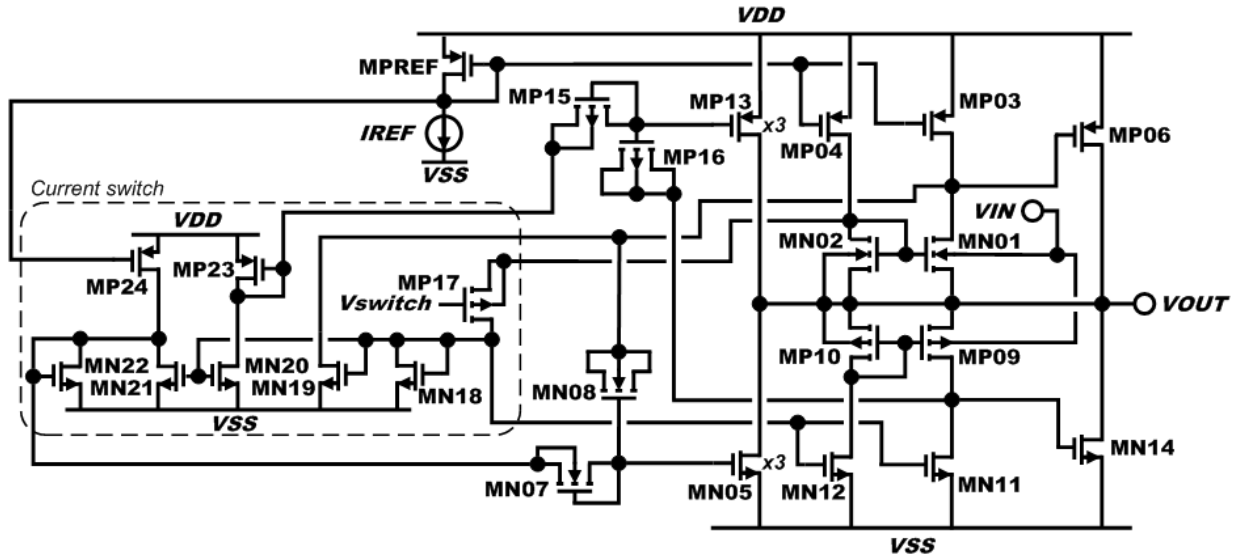 VDD
MPREF
MP15
MP13
x3
MP03
MP04
MP06
IREF
VSS
MP16
Current switch
VDD
VIN
MP23
MP24
MN02
MN01
MP17
Vswitch
VOUT
MN22
MN21
MN20
MN19
MN18
MN08
MP10
MP09
VSS
x3
MN07
MN05
MN12
MN11
MN14
VSS